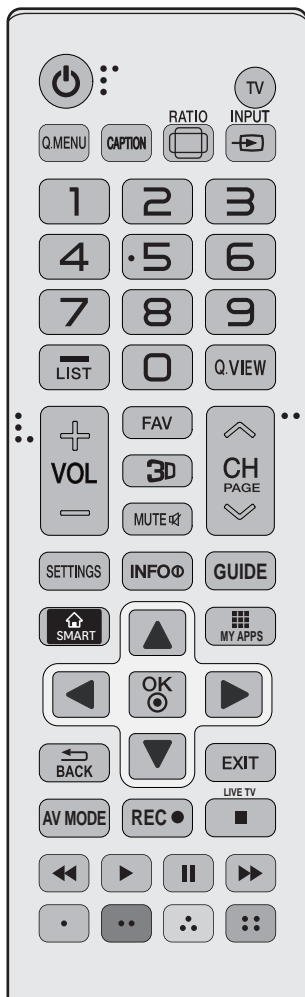 TV
RATIO INPUT
Q.MENU CAPTION
1 2 3
4 5 6
7 8 9
LIST 0 Q.VIEW
FAV
VOL 3D CH
PAGE
MUTE
SETTINGS INFO GUIDE
SMART MY APPS
OK
BACK EXIT
LIVE TV
AV MODE REC